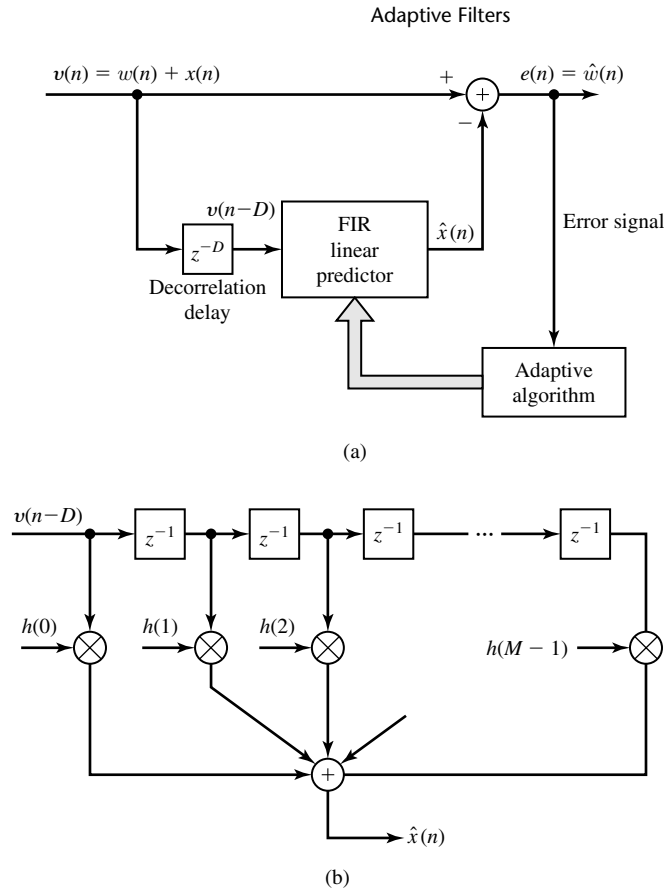 Adaptive Filters
v(n) = w(n) + x(n)
+
+
e(n) = ŵ(n)
−
v(n−D)
z⁻ᴰ
Decorrelation
delay
FIR
linear
predictor
x̂(n)
Error signal
Adaptive
algorithm
(a)
v(n−D)
z⁻¹
z⁻¹
z⁻¹
...
z⁻¹
h(0)
h(1)
h(2)
h(M − 1)
+
x̂(n)
(b)